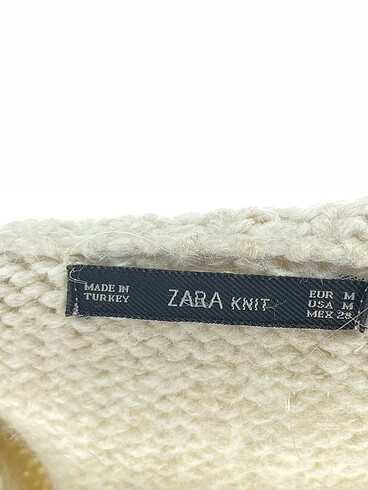 MADE IN
TURKEY
ZARA KNIT
EUR M
USA M
MEX 28